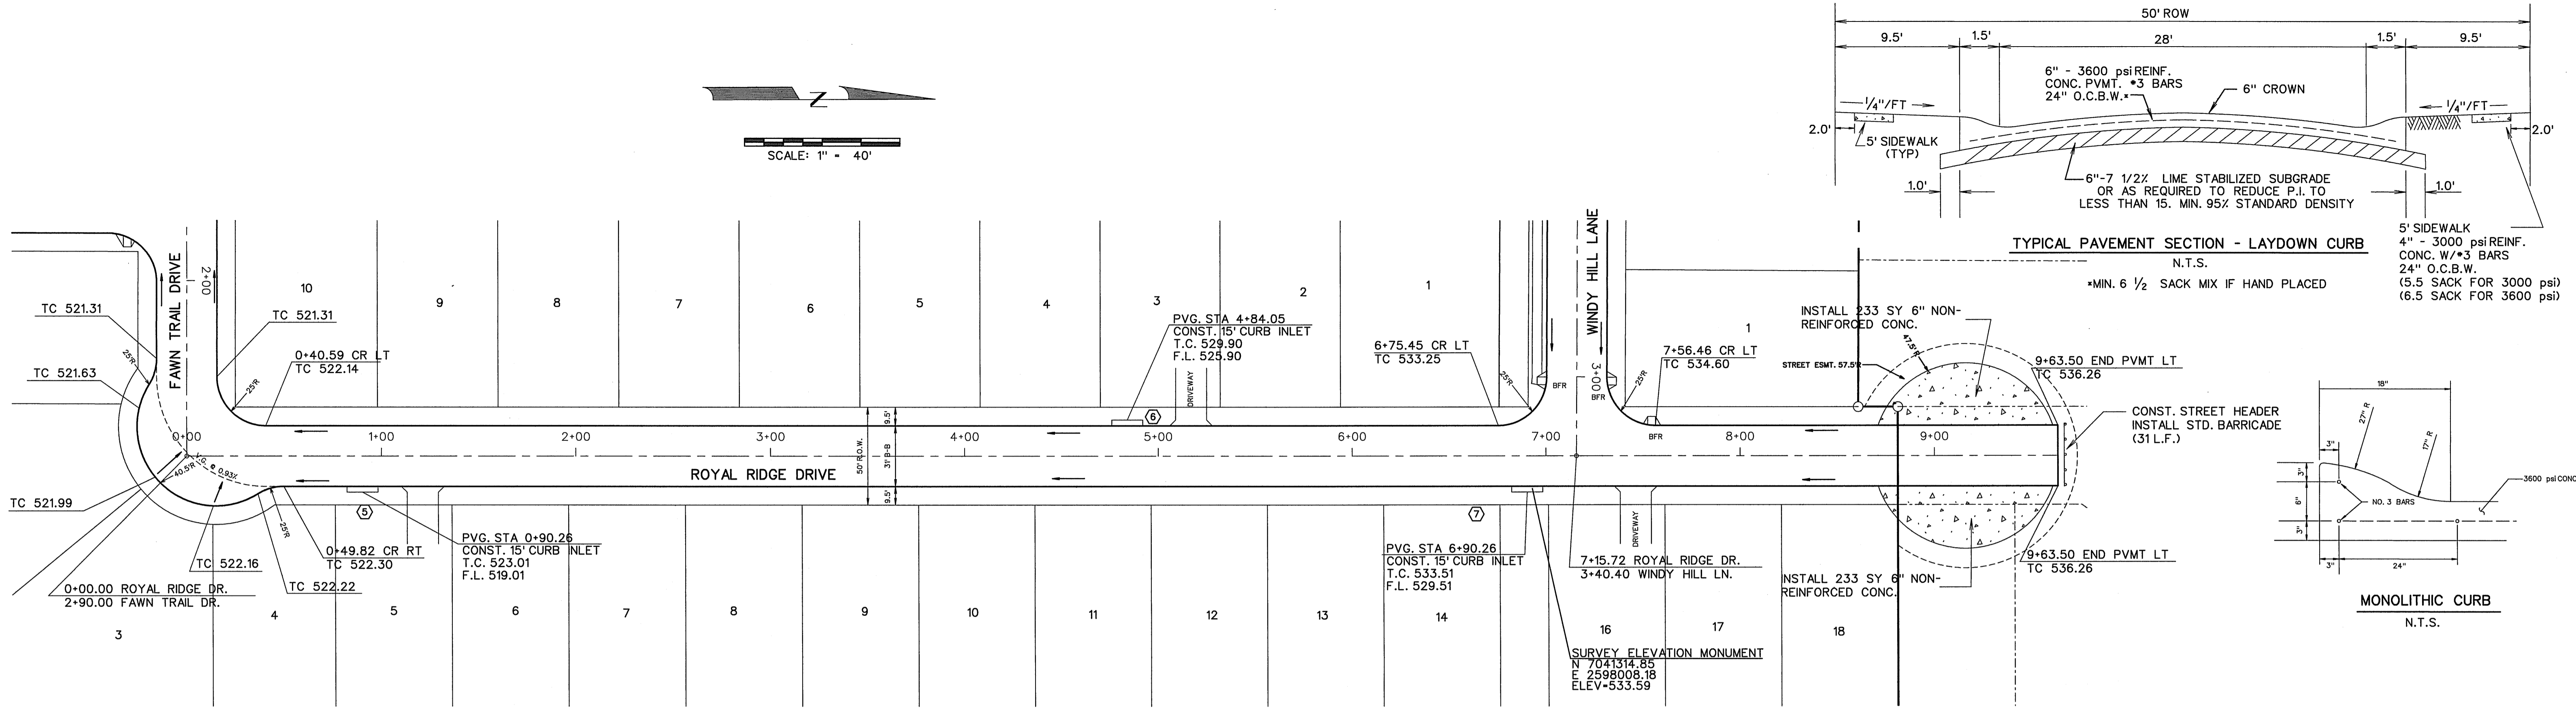 50' ROW
9.5'
1.5'
28'
1.5'
9.5'
6" - 3600 psi REINF.
CONC. PVMT. #3 BARS
24" O.C.B.W.*
6" CROWN
1/4"/FT
1/4"/FT
2.0'
2.0'
5' SIDEWALK
(TYP)
1.0'
1.0'
6"-7 1/2% LIME STABILIZED SUBGRADE
OR AS REQUIRED TO REDUCE P.I. TO
LESS THAN 15. MIN. 95% STANDARD DENSITY
TYPICAL PAVEMENT SECTION - LAYDOWN CURB
N.T.S.
*MIN. 6 1/2 SACK MIX IF HAND PLACED
5' SIDEWALK
4" - 3000 psi REINF.
CONC. W/#3 BARS
24" O.C.B.W.
(5.5 SACK FOR 3000 psi)
(6.5 SACK FOR 3600 psi)
N
SCALE: 1" = 40'
FAWN TRAIL DRIVE
2+00
WINDY HILL LANE
3+00
10
9
8
7
6
5
4
3
2
1
1
TC 521.31
TC 521.31
25'R
0+40.59 CR LT
TC 522.14
25'R
TC 521.63
PVG. STA 4+84.05
CONST. 15' CURB INLET
T.C. 529.90
F.L. 525.90
DRIVEWAY
6
6+75.45 CR LT
TC 533.25
25'R
BFR
BFR
25'R
7+56.46 CR LT
TC 534.60
BFR
INSTALL 233 SY 6" NON-
REINFORCED CONC.
STREET ESMT. 57.5'R
47.5'R
9+63.50 END PVMT LT
TC 536.26
CONST. STREET HEADER
INSTALL STD. BARRICADE
(31 L.F.)
0+00
1+00
2+00
3+00
4+00
5+00
6+00
7+00
8+00
9+00
V.G. @ 0.93%
40.5'R
ROYAL RIDGE DRIVE
50' R.O.W.
9.5'
31' B-B
9.5'
TC 521.99
25'R
TC 522.16
0+00.00 ROYAL RIDGE DR.
2+90.00 FAWN TRAIL DR.
TC 522.22
0+49.82 CR RT
TC 522.30
5
PVG. STA 0+90.26
CONST. 15' CURB INLET
T.C. 523.01
F.L. 519.01
7
PVG. STA 6+90.26
CONST. 15' CURB INLET
T.C. 533.51
F.L. 529.51
DRIVEWAY
7+15.72 ROYAL RIDGE DR.
3+40.40 WINDY HILL LN.
INSTALL 233 SY 6" NON-
REINFORCED CONC.
9+63.50 END PVMT LT
TC 536.26
3
4
5
6
7
8
9
10
11
12
13
14
16
17
18
SURVEY ELEVATION MONUMENT
N 7041314.85
E 2598008.18
ELEV=533.59
18"
27" R
17" R
3"
3"
6"
3"
NO. 3 BARS
3600 psi CONC
3"
24"
MONOLITHIC CURB
N.T.S.